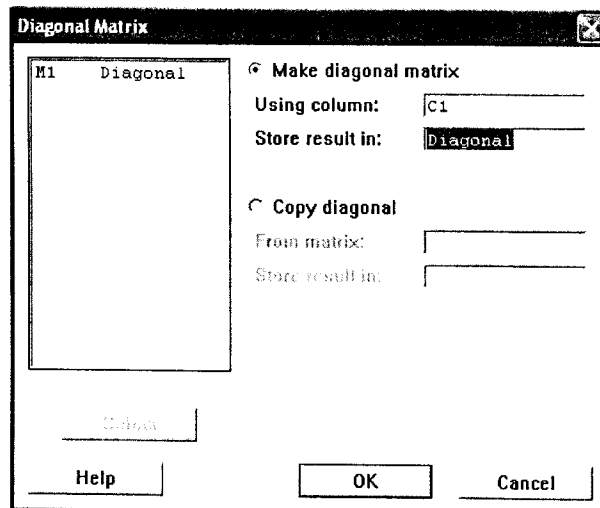 Diagonal Matrix
M1 Diagonal
Make diagonal matrix
Using column: C1
Store result in: Diagonal
Copy diagonal
From matrix:
Store result in:
Select
Help OK Cancel